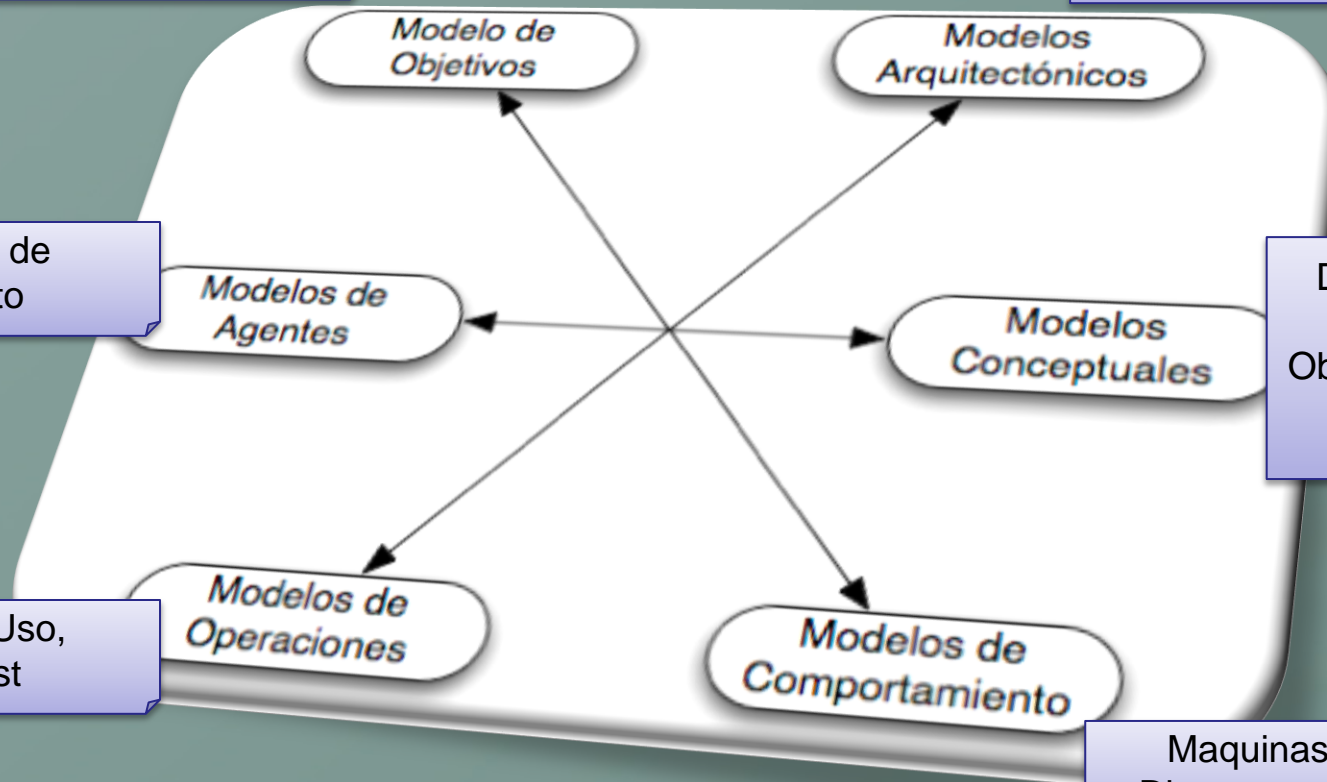 Modelo de
Objetivos
Modelos
Arquitectónicos
de
to
Modelos de
Agentes
Modelos
Conceptuales
D
Ob
Uso,
st
Modelos de
Operaciones
Modelos de
Comportamiento
Maquinas